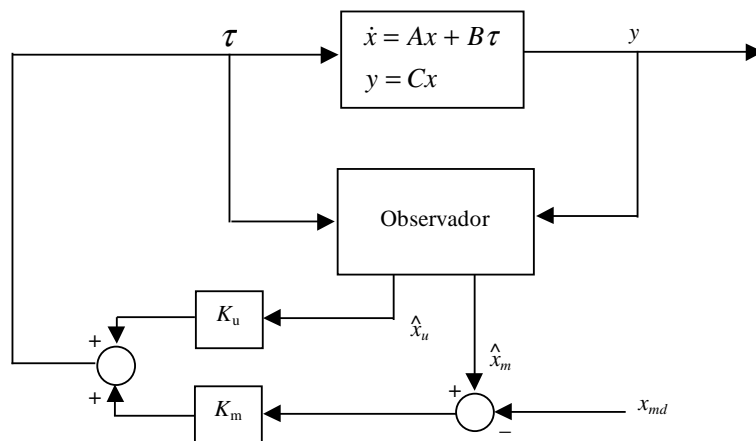 τ
ẋ = Ax + Bτ
y = Cx
y
Observador
K_u
x̂_u
x̂_m
+
+
K_m
+
−
x_md